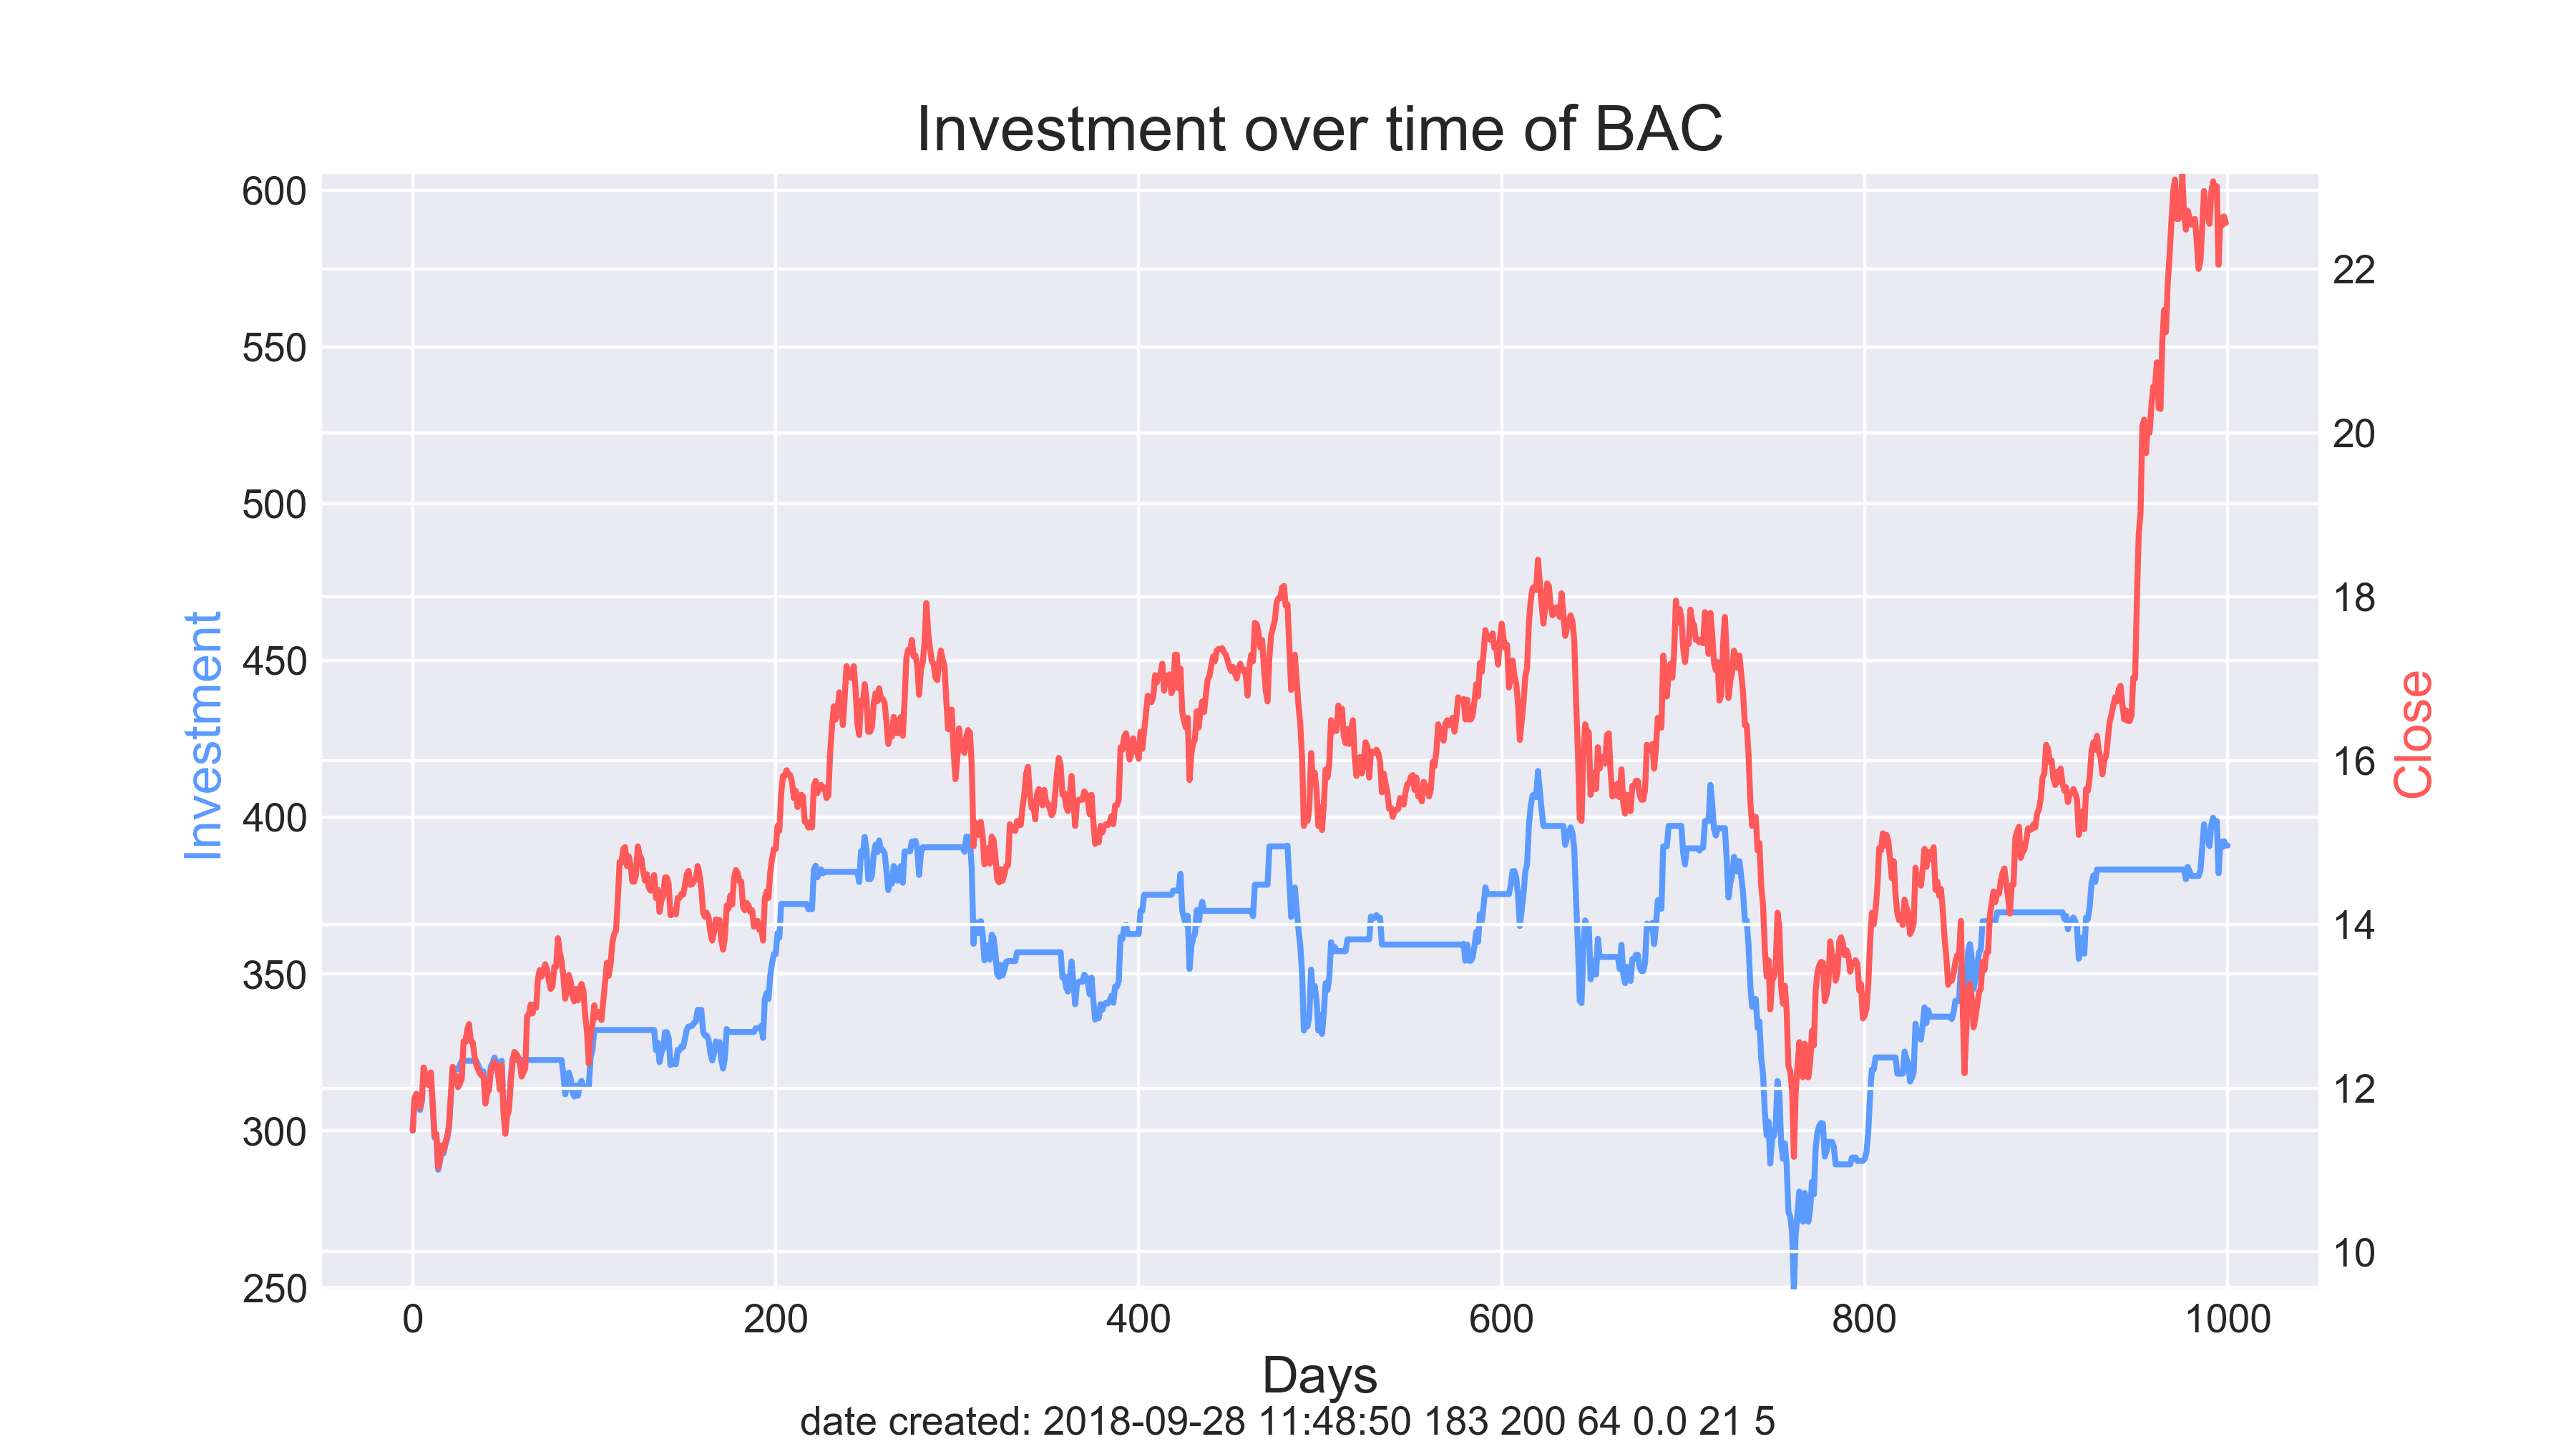 Investment over time of BAC
600
550
500
450
400
350
300
250
Investment
22
20
18
16
14
12
10
Close
0 200 400 600 800 1000
Days
date created: 2018-09-28 11:48:50 183 200 64 0.0 21 5